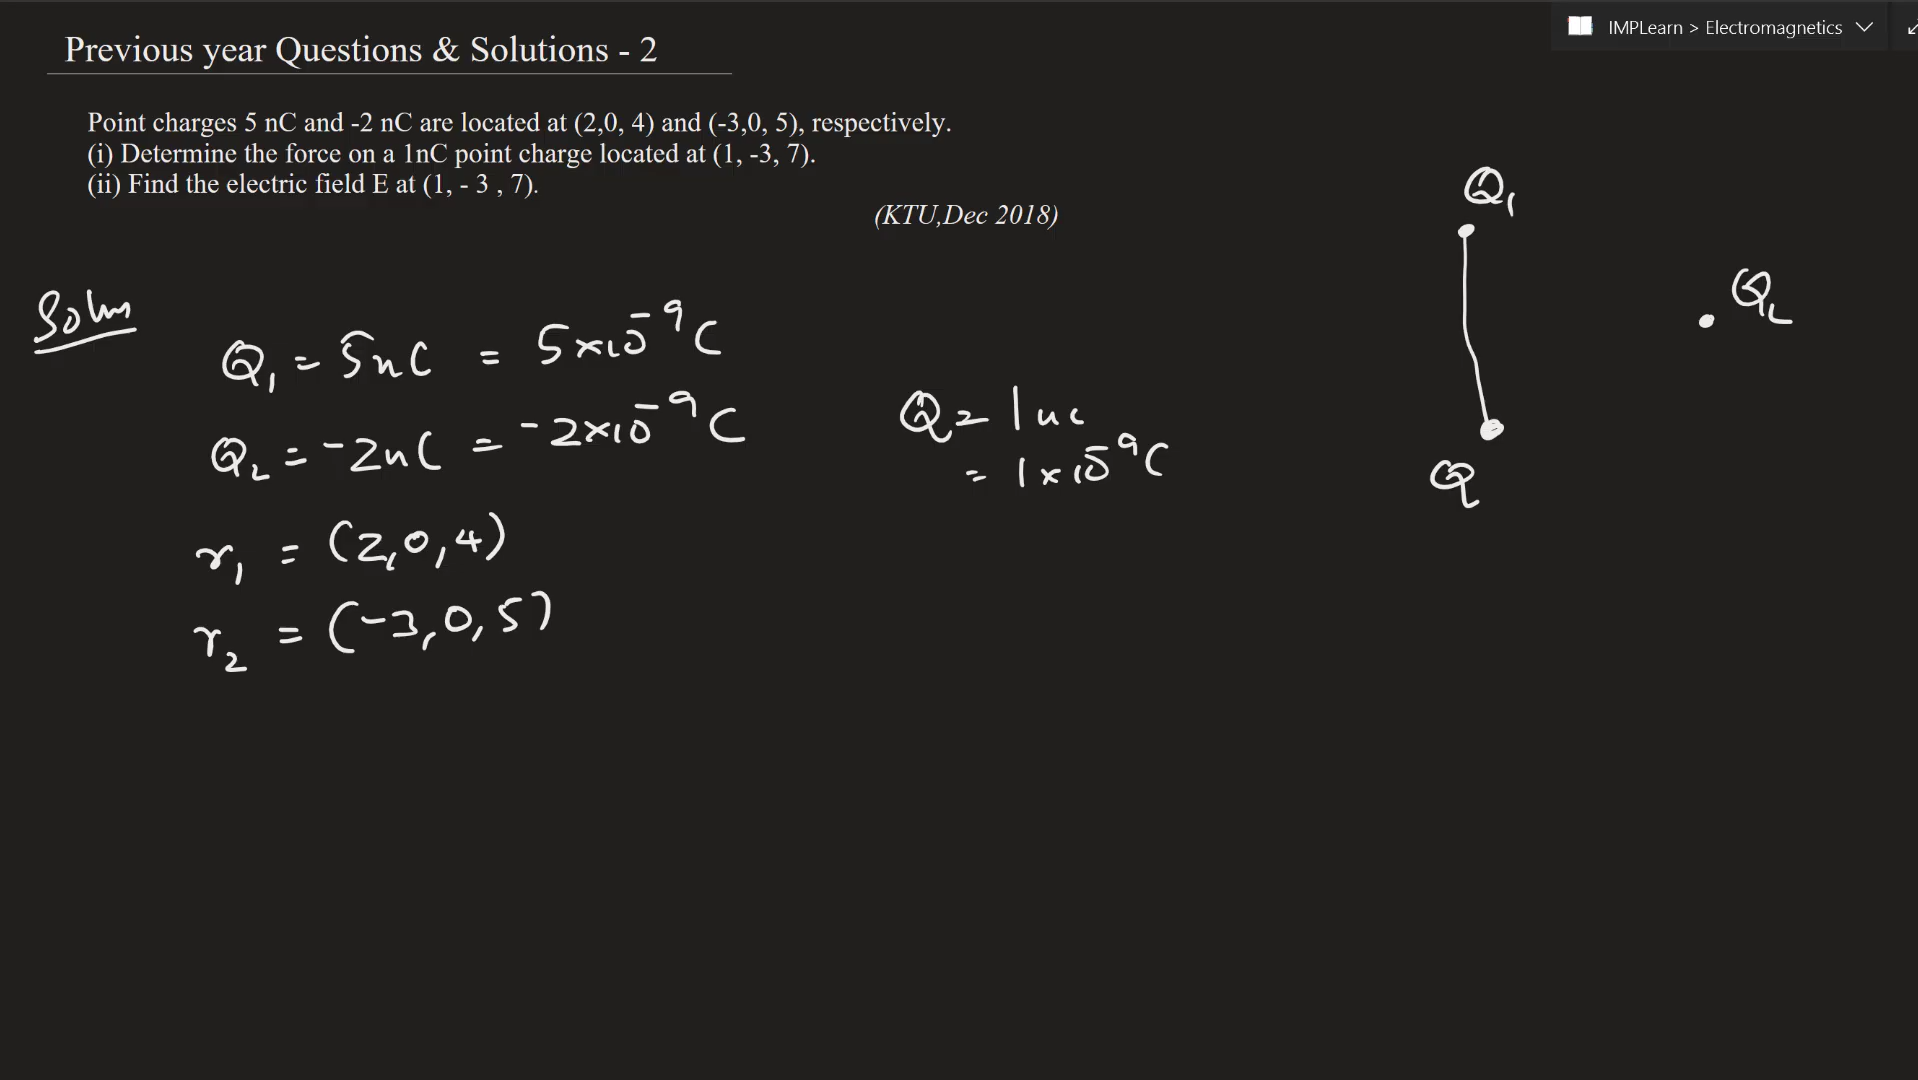 IMPLearn > Electromagnetics
Previous year Questions & Solutions - 2
Point charges 5 nC and -2 nC are located at (2,0, 4) and (-3,0, 5), respectively.
(i) Determine the force on a 1nC point charge located at (1, -3, 7).
(ii) Find the electric field E at (1, - 3 , 7).
(KTU,Dec 2018)
Soln
Q₁ = 5nC = 5×10⁻⁹C
Q₂ = -2nC = -2×10⁻⁹C
Q = 1nc
= 1×10⁻⁹C
r₁ = (2,0,4)
r₂ = (-3,0,5)
Q₁
Q₂
Q